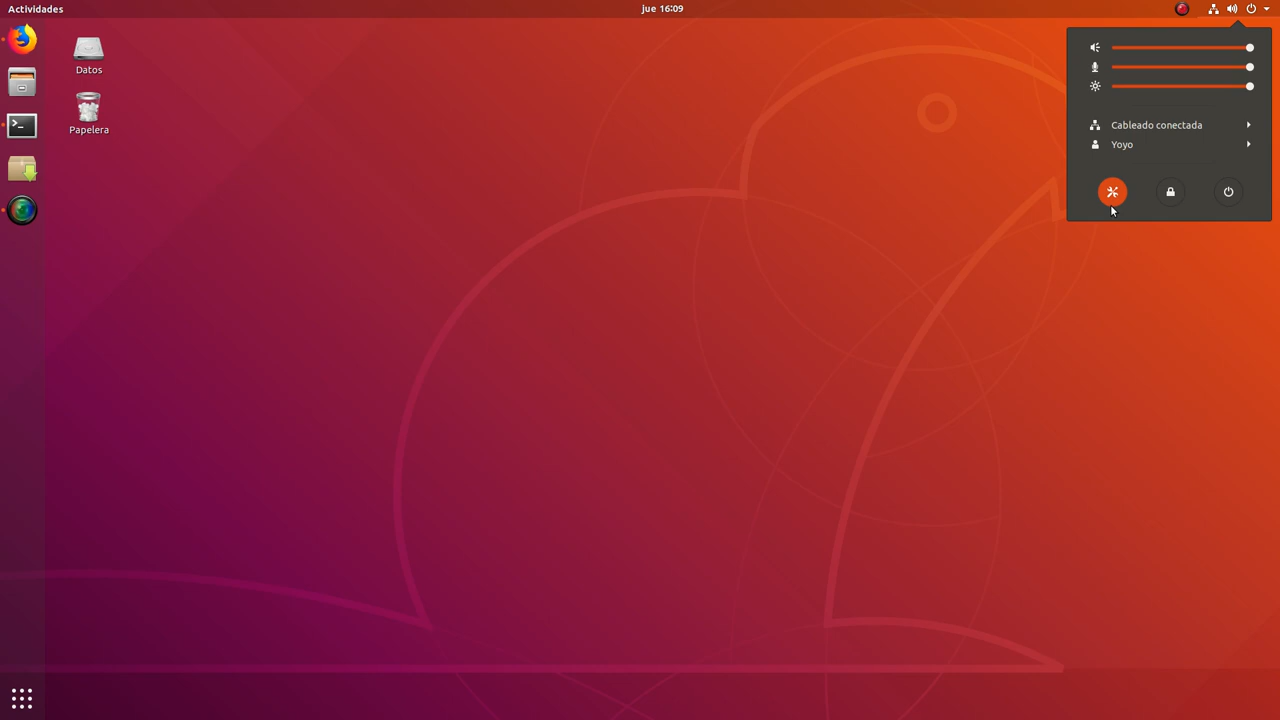 Actividades
jue 16:09
Datos
Papelera
Cableado conectada
Yoyo